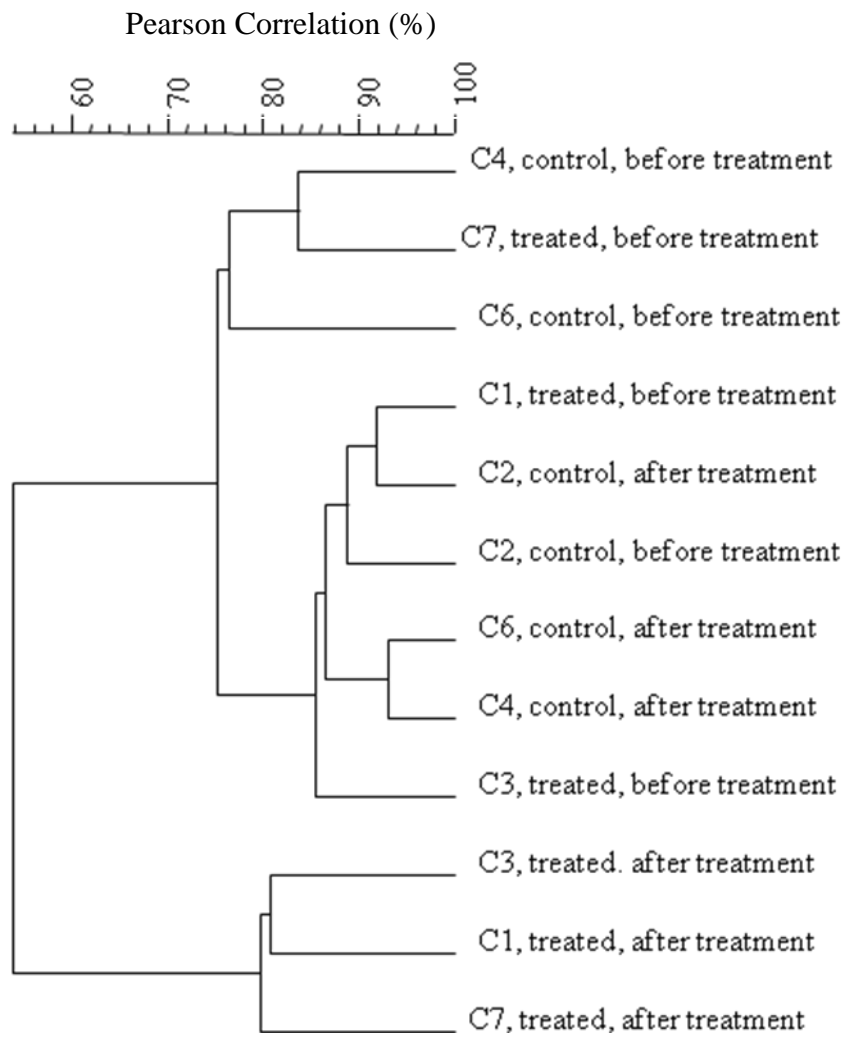 Pearson Correlation (%)
60
70
80
90
100
C4, control, before treatment
C7, treated, before treatment
C6, control, before treatment
C1, treated, before treatment
C2, control, after treatment
C2, control, before treatment
C6, control, after treatment
C4, control, after treatment
C3, treated, before treatment
C3, treated. after treatment
C1, treated, after treatment
C7, treated, after treatment